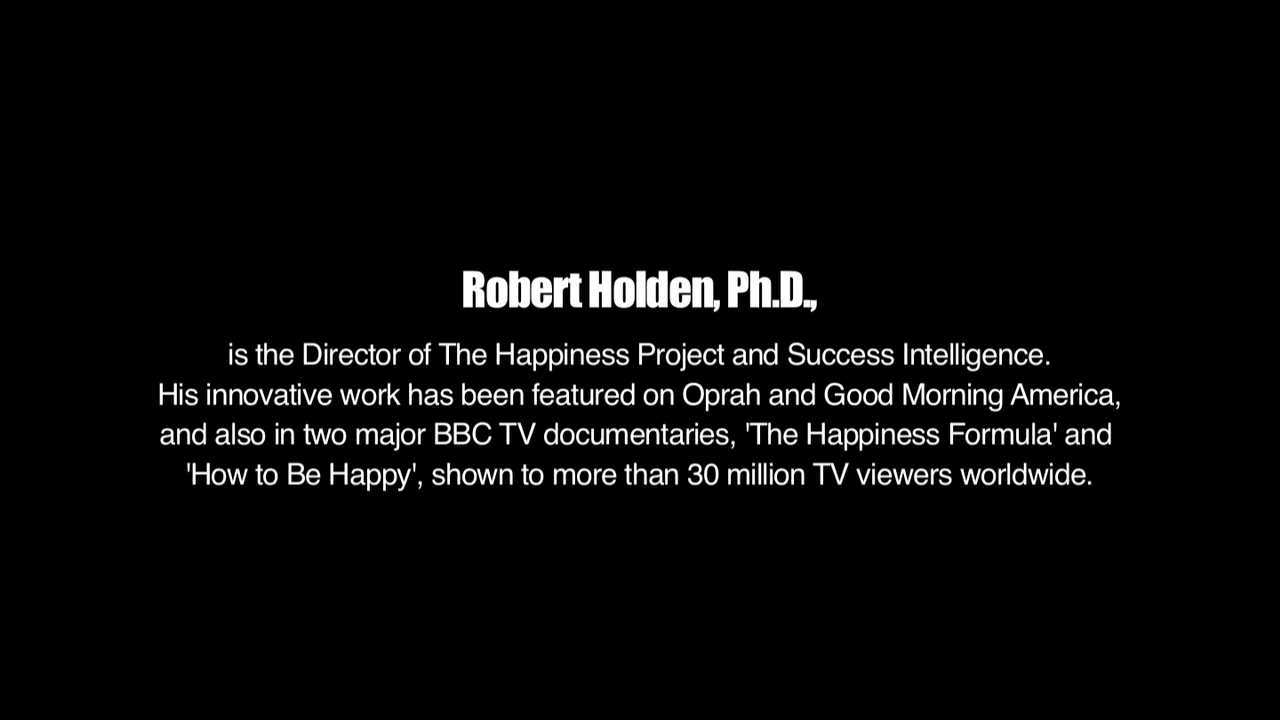 Robert Holden, Ph.D.,
is the Director of The Happiness Project and Success Intelligence.
His innovative work has been featured on Oprah and Good Morning America,
and also in two major BBC TV documentaries, 'The Happiness Formula' and
'How to Be Happy', shown to more than 30 million TV viewers worldwide.